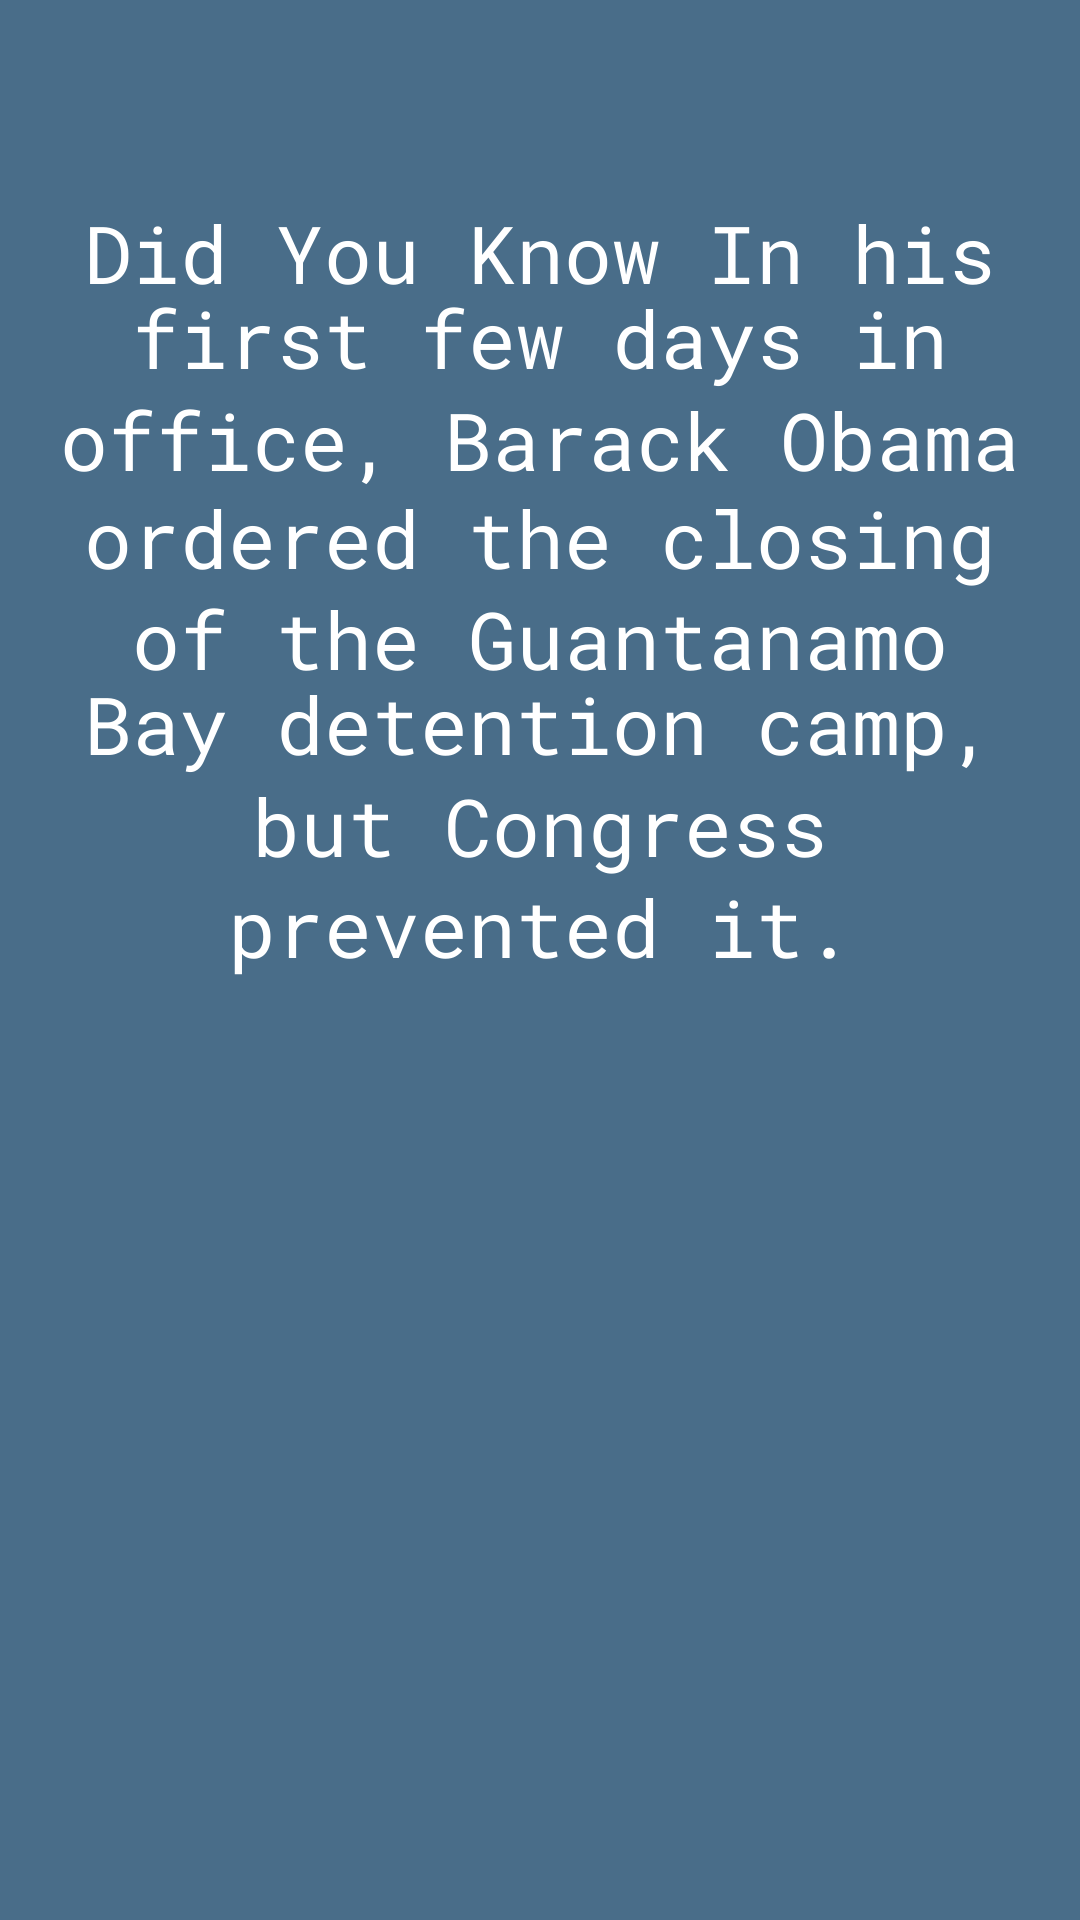 Did You Know In his
first few days in
office, Barack Obama
ordered the closing
of the Guantanamo
Bay detention camp,
but Congress
prevented it.